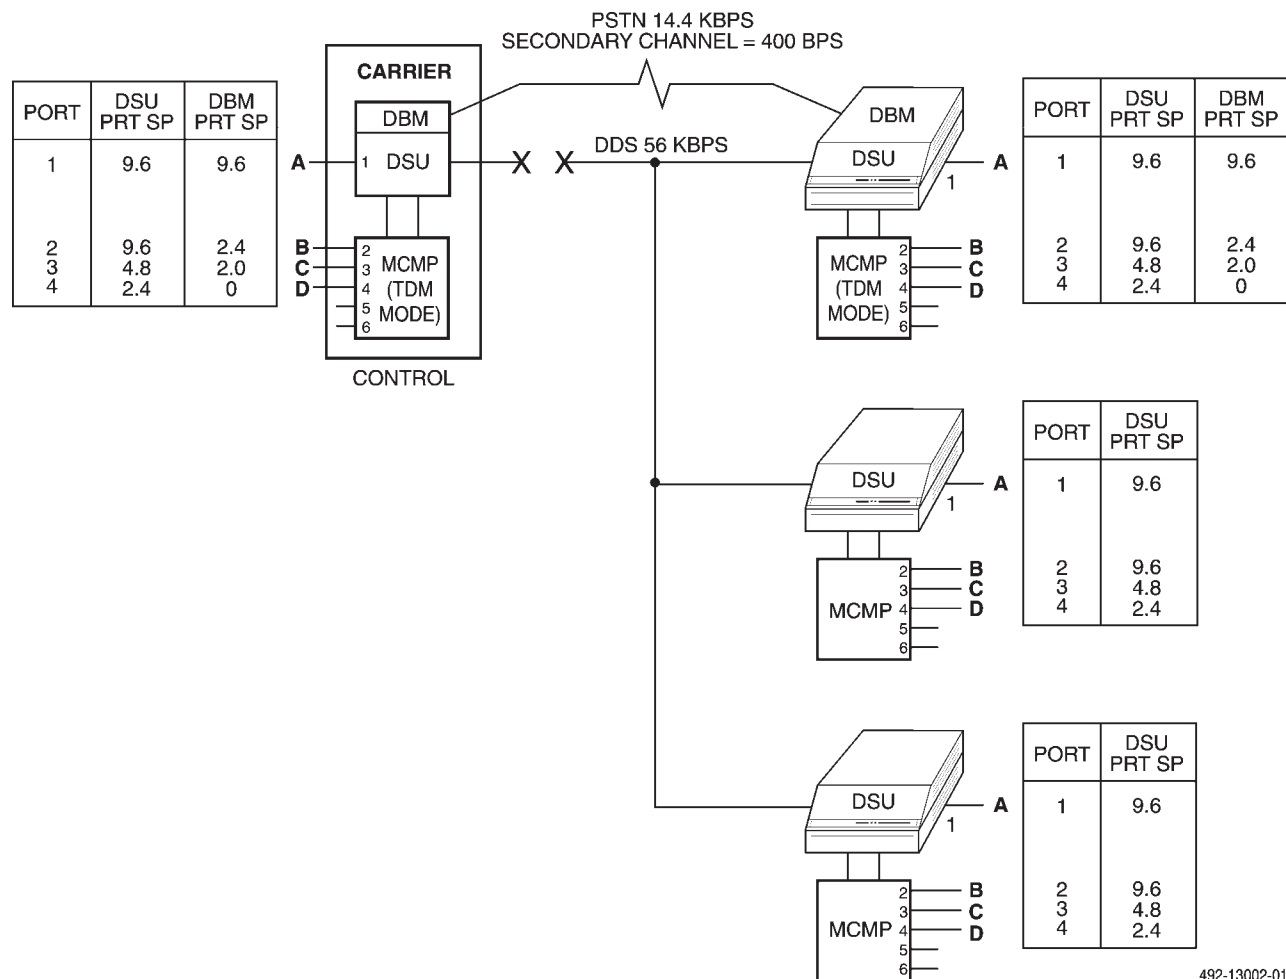 PSTN 14.4 KBPS
SECONDARY CHANNEL = 400 BPS
PORT DSU PRT SP DBM PRT SP
1 9.6 9.6
2 9.6 2.4
3 4.8 2.0
4 2.4 0
CARRIER
DBM
A 1 DSU
B 2
C 3
D 4
5
6
MCMP
(TDM
MODE)
CONTROL
X X
DDS 56 KBPS
DBM
DSU
1 A
MCMP
(TDM
MODE)
2 B
3 C
4 D
5
6
PORT DSU PRT SP DBM PRT SP
1 9.6 9.6
2 9.6 2.4
3 4.8 2.0
4 2.4 0
DSU
1 A
MCMP
2 B
3 C
4 D
5
6
PORT DSU PRT SP
1 9.6
2 9.6
3 4.8
4 2.4
DSU
1 A
MCMP
2 B
3 C
4 D
5
6
PORT DSU PRT SP
1 9.6
2 9.6
3 4.8
4 2.4
492-13002-01